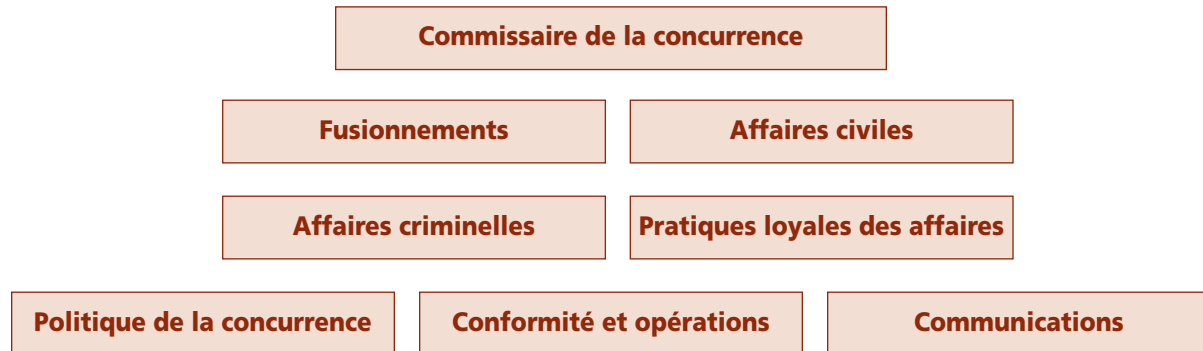 Commissaire de la concurrence
Fusionnements
Affaires civiles
Affaires criminelles
Pratiques loyales des affaires
Politique de la concurrence
Conformité et opérations
Communications